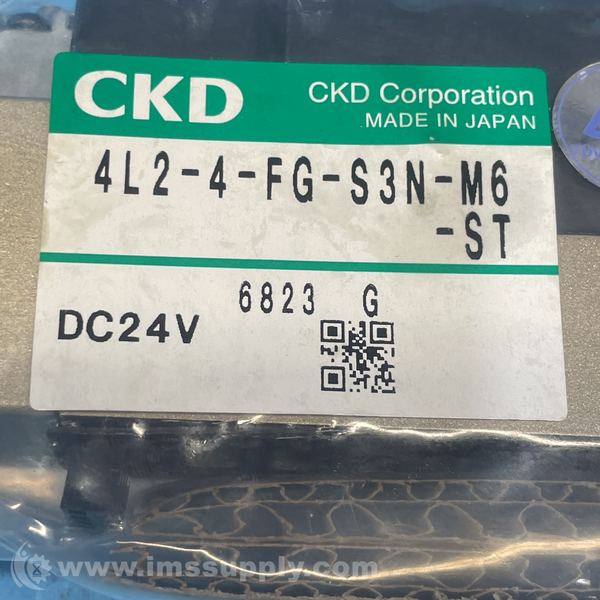 CKD
CKD Corporation
MADE IN JAPAN
4L2-4-FG-S3N-M6
-ST
6823 G
DC24V
www.imssupply.com